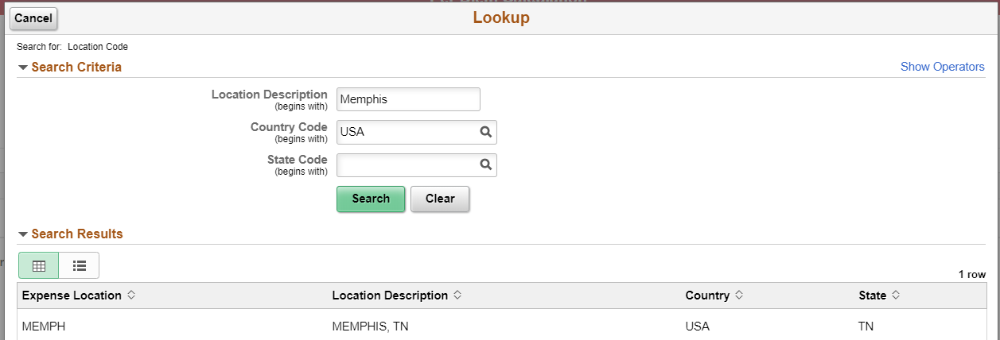 Cancel
Lookup
Search for: Location Code
Search Criteria
Show Operators
Location Description
(begins with)
Memphis
Country Code
(begins with)
USA
State Code
(begins with)
Search
Clear
Search Results
1 row
Expense Location Location Description Country State
MEMPH MEMPHIS, TN USA TN